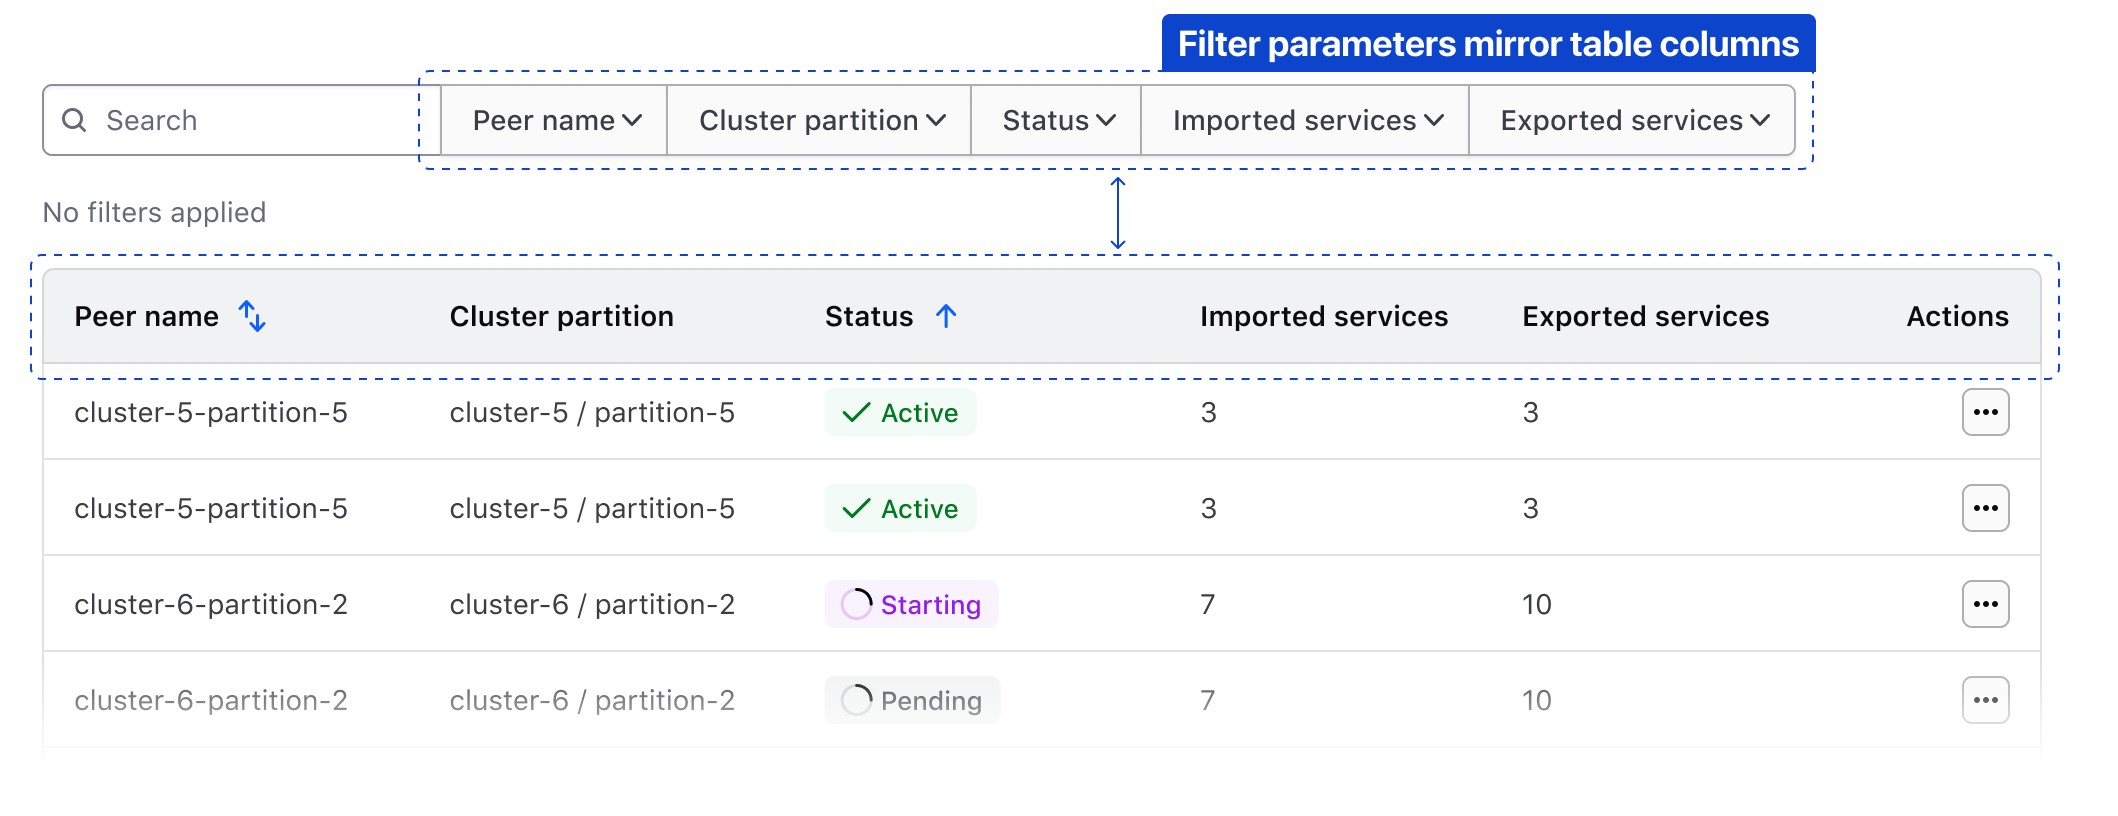 Filter parameters mirror table columns
Search Peer name Cluster partition Status Imported services Exported services
No filters applied
Peer name Cluster partition Status Imported services Exported services Actions
cluster-5-partition-5 cluster-5 / partition-5 Active 3 3
cluster-5-partition-5 cluster-5 / partition-5 Active 3 3
cluster-6-partition-2 cluster-6 / partition-2 Starting 7 10
cluster-6-partition-2 cluster-6 / partition-2 Pending 7 10